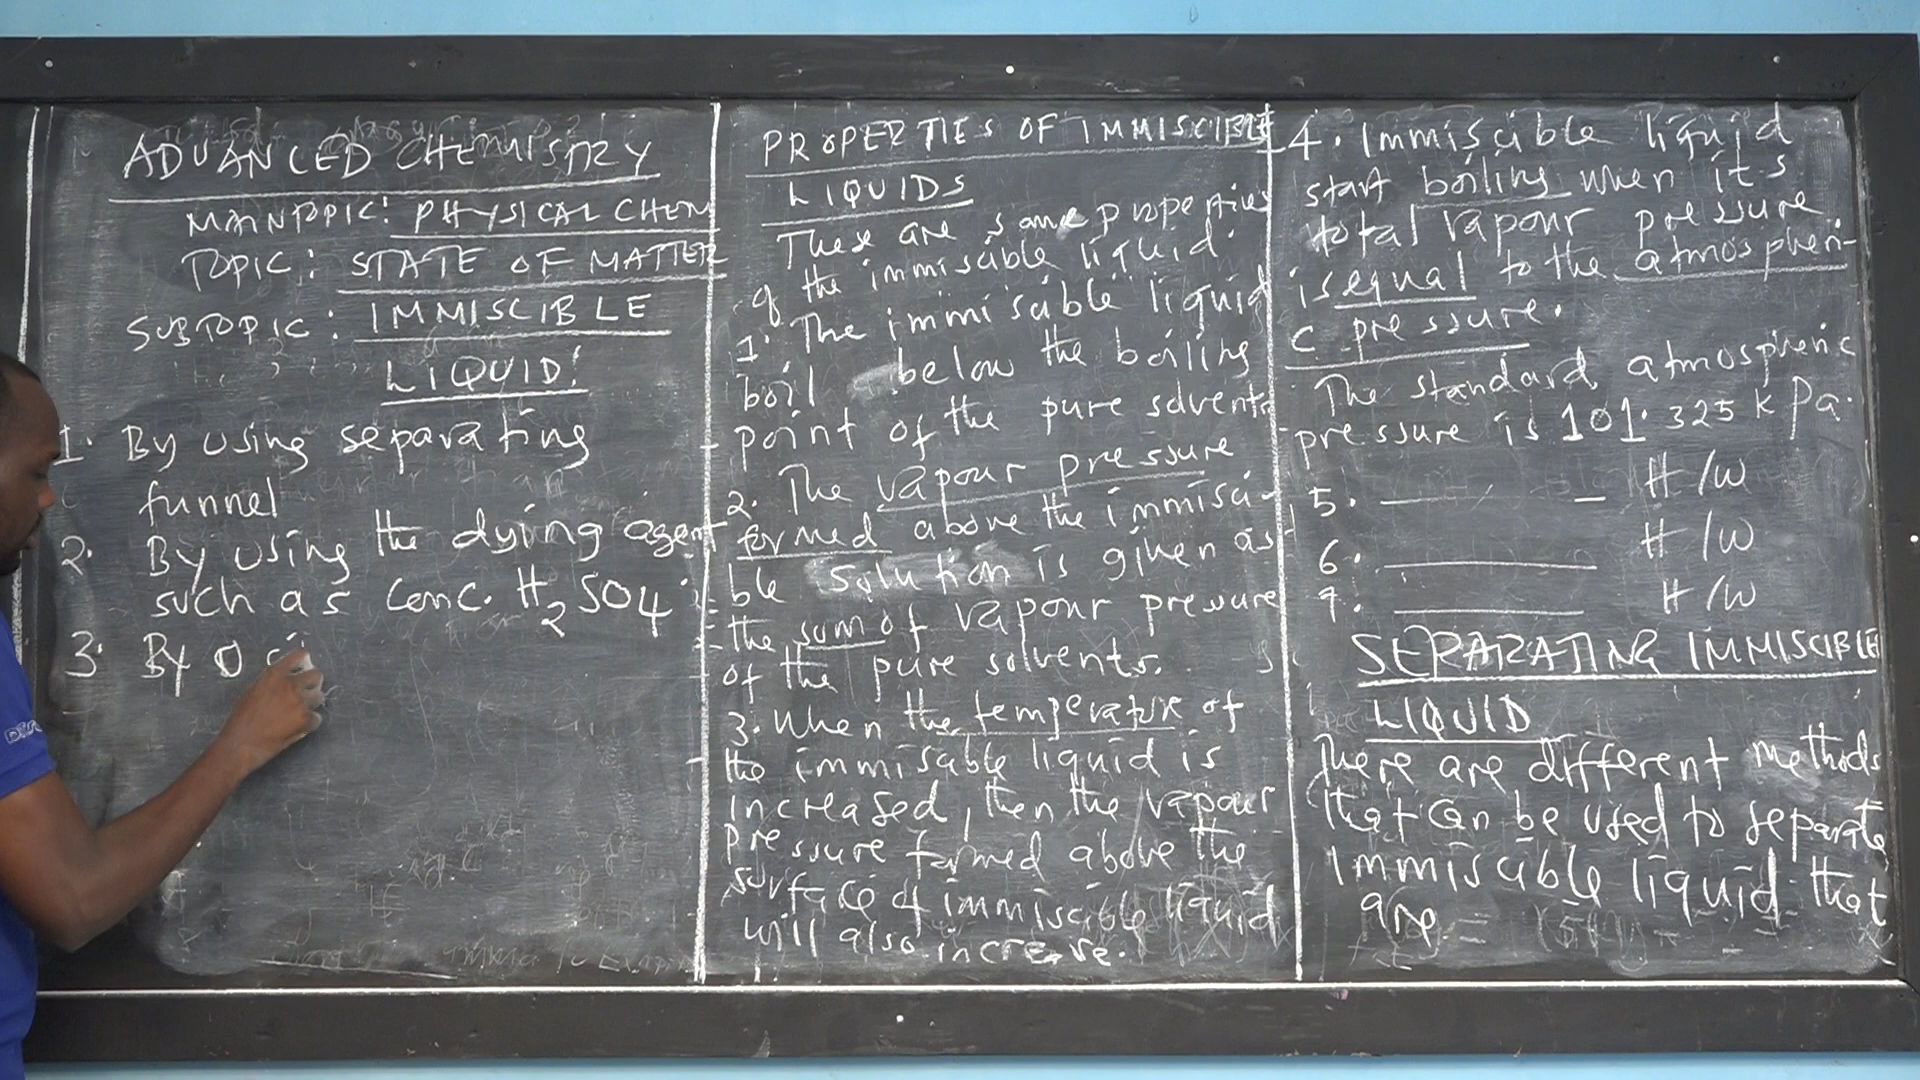 ADVANCED CHEMISTRY
MAINTOPIC: PHYSICAL CHEM
TOPIC: STATE OF MATTER
SUBTOPIC: IMMISCIBLE
LIQUID!
1. By using separating
funnel
2. By using the dying agent
such as conc. H2SO4.
3. By
PROPERTIES OF IMMISCIBLE
LIQUIDS
These are some properties
of the immiscible liquid.
1. The immiscible liquid
boil below the boiling
point of the pure solvents
2. The vapour pressure
formed above the immisci-
ble solution is given as
the sum of vapour pressure
of the pure solvents.
3. When the temperature of
the immiscible liquid is
increased, then the vapour
pressure formed above the
surface of immiscible liquid
will also increase.
4. Immiscible liquid
start boiling when it's
total vapour pressure
is equal to the atmospheri-
c pressure.
The standard atmospheric
pressure is 101.325 kPa.
5. H/W
6. H/W
7. H/W
SEPARATING IMMISCIBLE
LIQUID
There are different methods
that can be used to separate
immiscible liquid that
are =